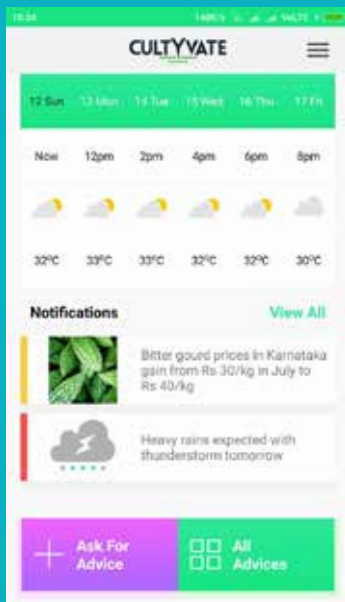 10:24
CULTYVATE
12 Sun 13 Mon 14 Tue 15 Wed 16 Thu 17 Fri
Now 12pm 2pm 4pm 6pm 8pm
32°C 33°C 33°C 32°C 32°C 30°C
Notifications View All
Bitter gourd prices in Karnataka
gain from Rs 30/kg in July to
Rs 40/kg
Heavy rains expected with
thunderstorm tomorrow
Ask For
Advice
All
Advices